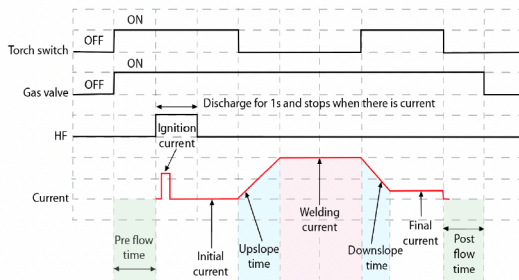 ON
Torch switch
OFF
ON
Gas valve
OFF
Discharge for 1s and stops when there is current
HF
Ignition
current
Current
Welding
current
Pre flow
time
Initial
current
Upslope
time
Downslope
time
Final
current
Post
flow
time